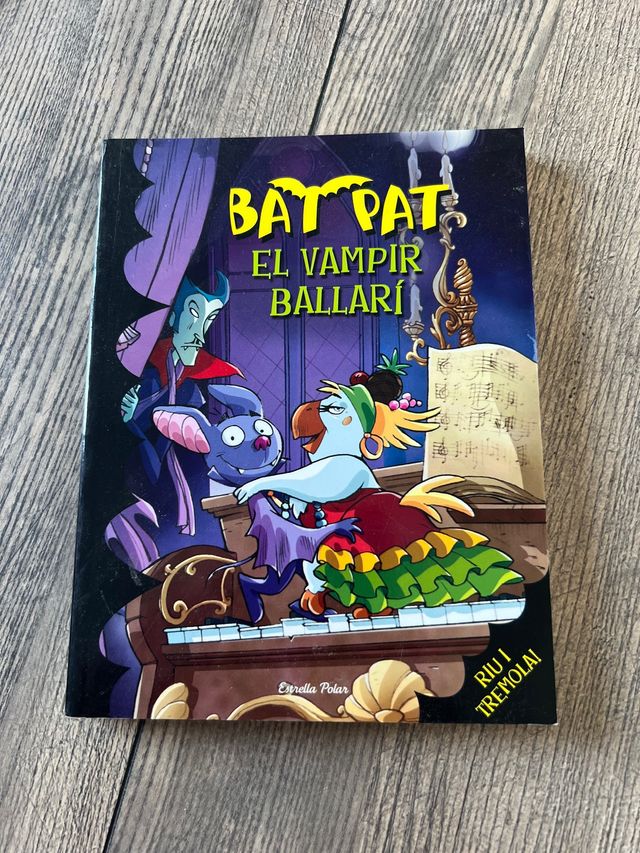 BAT PAT
EL VAMPIR
BALLARÍ
Estrella Polar
RIU I
TREMOLA!